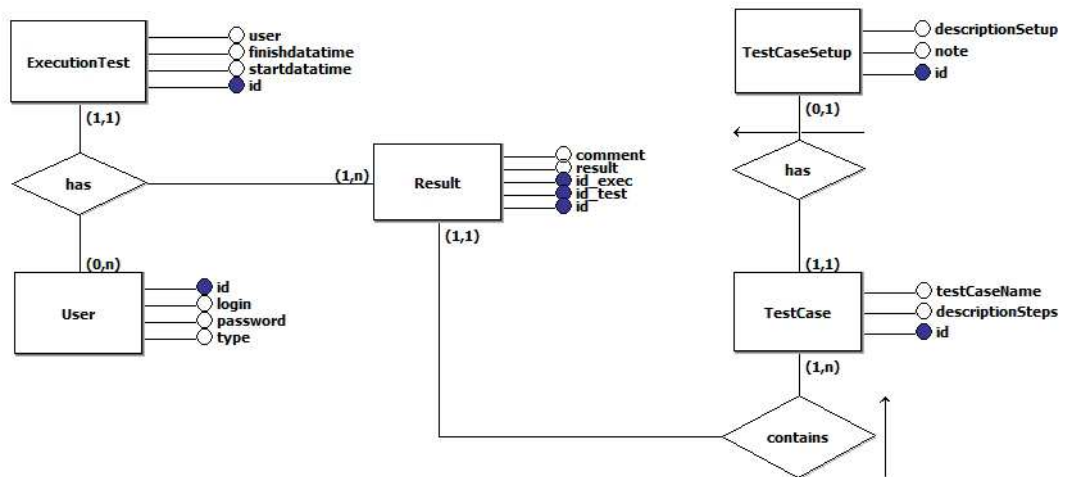 ExecutionTest
user
finishdatatime
startdatatime
id
(1,1)
has
(1,n)
(0,n)
User
id
login
password
type
Result
comment
result
id_exec
id_test
id
(1,1)
TestCaseSetup
descriptionSetup
note
id
(0,1)
has
(1,1)
TestCase
testCaseName
descriptionSteps
id
(1,n)
contains